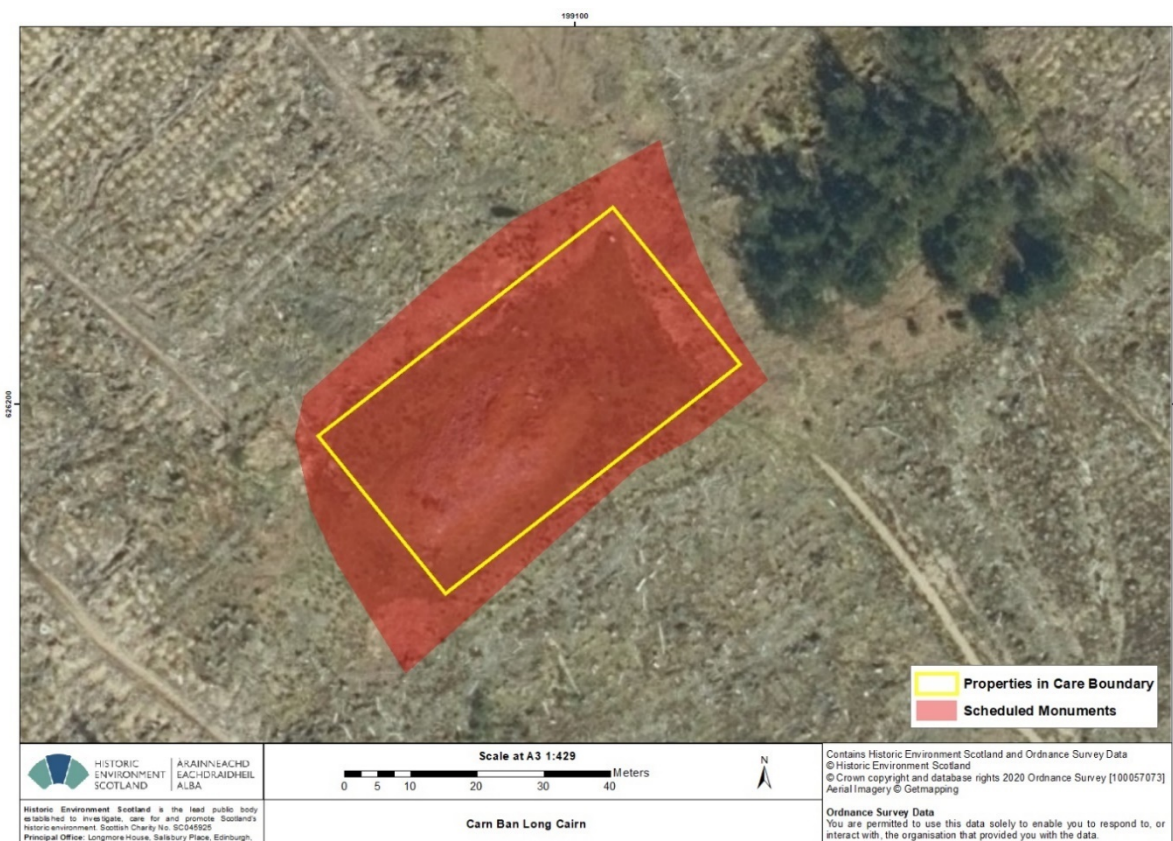 199100
626200
Properties in Care Boundary
Scheduled Monuments
HISTORIC
ENVIRONMENT
SCOTLAND
ÀRAINNEACHD
EACHDRAIDHEIL
ALBA
Historic Environment Scotland is the lead public body
established to investigate, care for and promote Scotland's
historic environment. Scottish Charity No. SC045925
Principal Office: Longmore House, Salisbury Place, Edinburgh,
Scale at A3 1:429
Meters
0 5 10 20 30 40
N
Carn Ban Long Cairn
Contains Historic Environment Scotland and Ordnance Survey Data
© Historic Environment Scotland
© Crown copyright and database rights 2020 Ordnance Survey [100057073]
Aerial Imagery © Getmapping
Ordnance Survey Data
You are permitted to use this data solely to enable you to respond to, or
interact with, the organisation that provided you with the data.